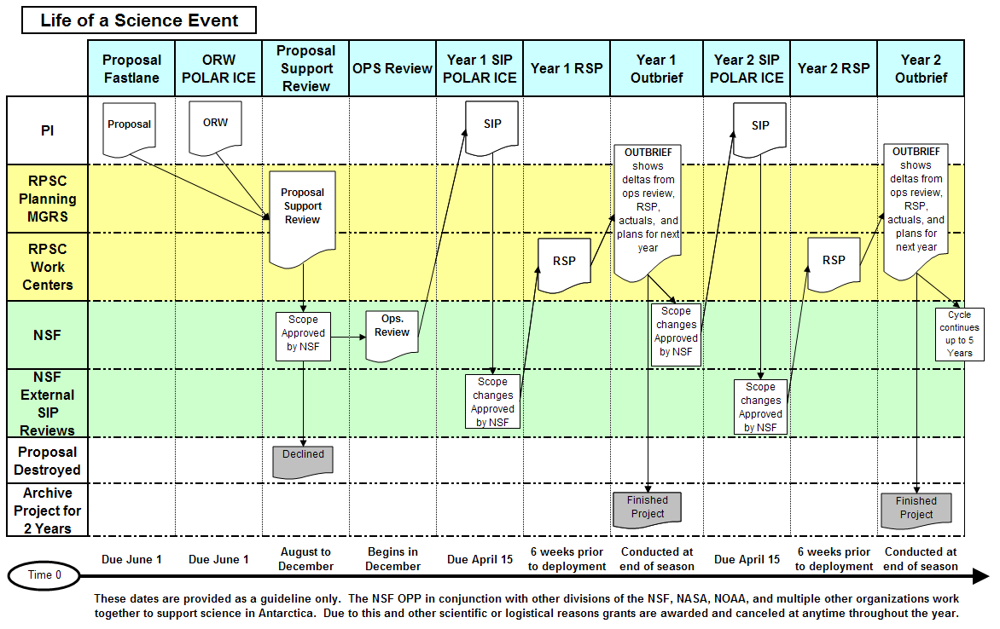 Life of a Science Event
Proposal
Fastlane
ORW
POLAR ICE
Proposal
Support
Review
OPS Review
Year 1 SIP
POLAR ICE
Year 1 RSP
Year 1
Outbrief
Year 2 SIP
POLAR ICE
Year 2 RSP
Year 2
Outbrief
PI
Proposal
ORW
SIP
SIP
RPSC
Planning
MGRS
Proposal
Support
Review
OUTBRIEF
shows
deltas from
ops review,
RSP,
actuals, and
plans for next
year
OUTBRIEF
shows
deltas from
ops review,
RSP,
actuals, and
plans for
next year
RPSC
Work
Centers
RSP
RSP
NSF
Scope
Approved
by NSF
Ops.
Review
Scope
changes
Approved
by NSF
Cycle
continues
up to 5
Years
NSF
External
SIP
Reviews
Scope
changes
Approved
by NSF
Scope
changes
Approved
by NSF
Proposal
Destroyed
Declined
Archive
Project for
2 Years
Finished
Project
Finished
Project
Time 0
Due June 1
Due June 1
August to
December
Begins in
December
Due April 15
6 weeks prior
to deployment
Conducted at
end of season
Due April 15
6 weeks prior
to deployment
Conducted at
end of season
These dates are provided as a guideline only. The NSF OPP in conjunction with other divisions of the NSF, NASA, NOAA, and multiple other organizations work
together to support science in Antarctica. Due to this and other scientific or logistical reasons grants are awarded and canceled at anytime throughout the year.